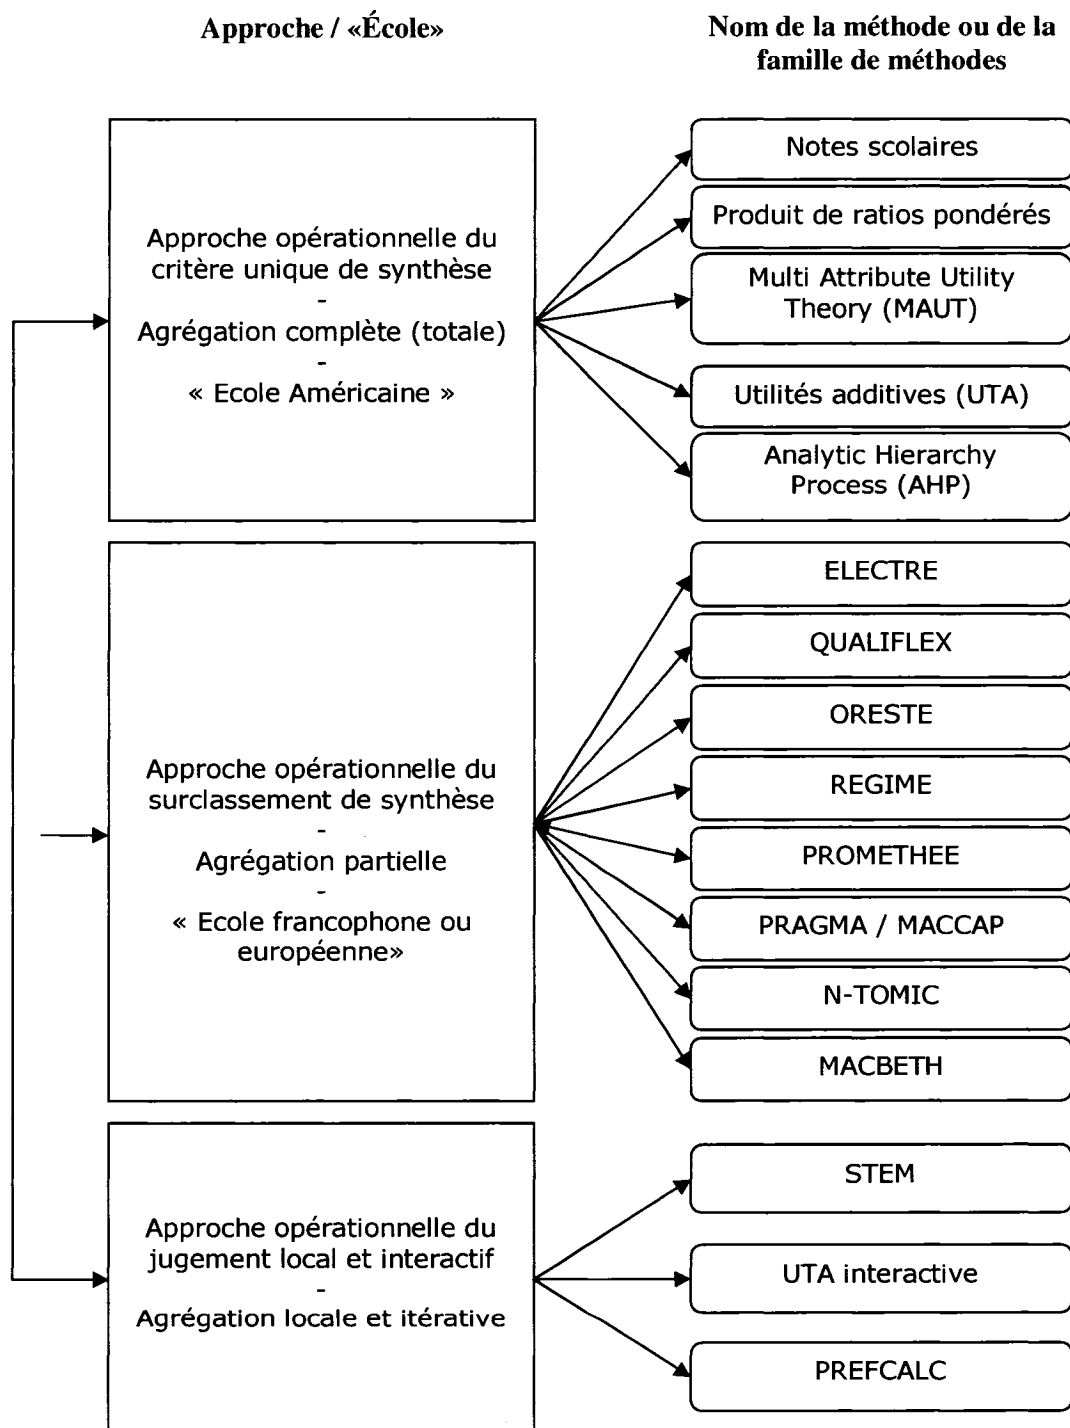 Approche / «École»
Nom de la méthode ou de la
famille de méthodes
Approche opérationnelle du
critère unique de synthèse
-
Agrégation complète (totale)
-
« Ecole Américaine »
Notes scolaires
Produit de ratios pondérés
Multi Attribute Utility
Theory (MAUT)
Utilités additives (UTA)
Analytic Hierarchy
Process (AHP)
Approche opérationnelle du
surclassement de synthèse
-
Agrégation partielle
-
« Ecole francophone ou
européenne»
ELECTRE
QUALIFLEX
ORESTE
REGIME
PROMETHEE
PRAGMA / MACCAP
N-TOMIC
MACBETH
Approche opérationnelle du
jugement local et interactif
-
Agrégation locale et itérative
STEM
UTA interactive
PREFCALC